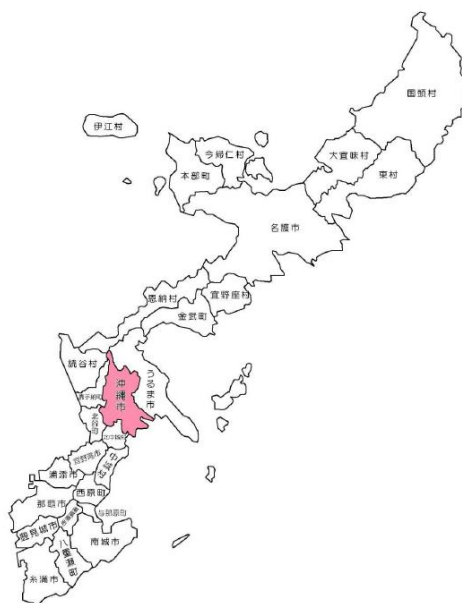 国頭村
伊江村
今帰仁村
大宜味村
本部町
東村
名護市
恩納村
宜野座村
金武町
読谷村
沖縄市
うるま市
嘉手納町
北谷町
北中城村
宜野湾市
中城村
浦添市
西原町
那覇市
与那原町
南風原町
豊見城市
南城市
八重瀬町
糸満市